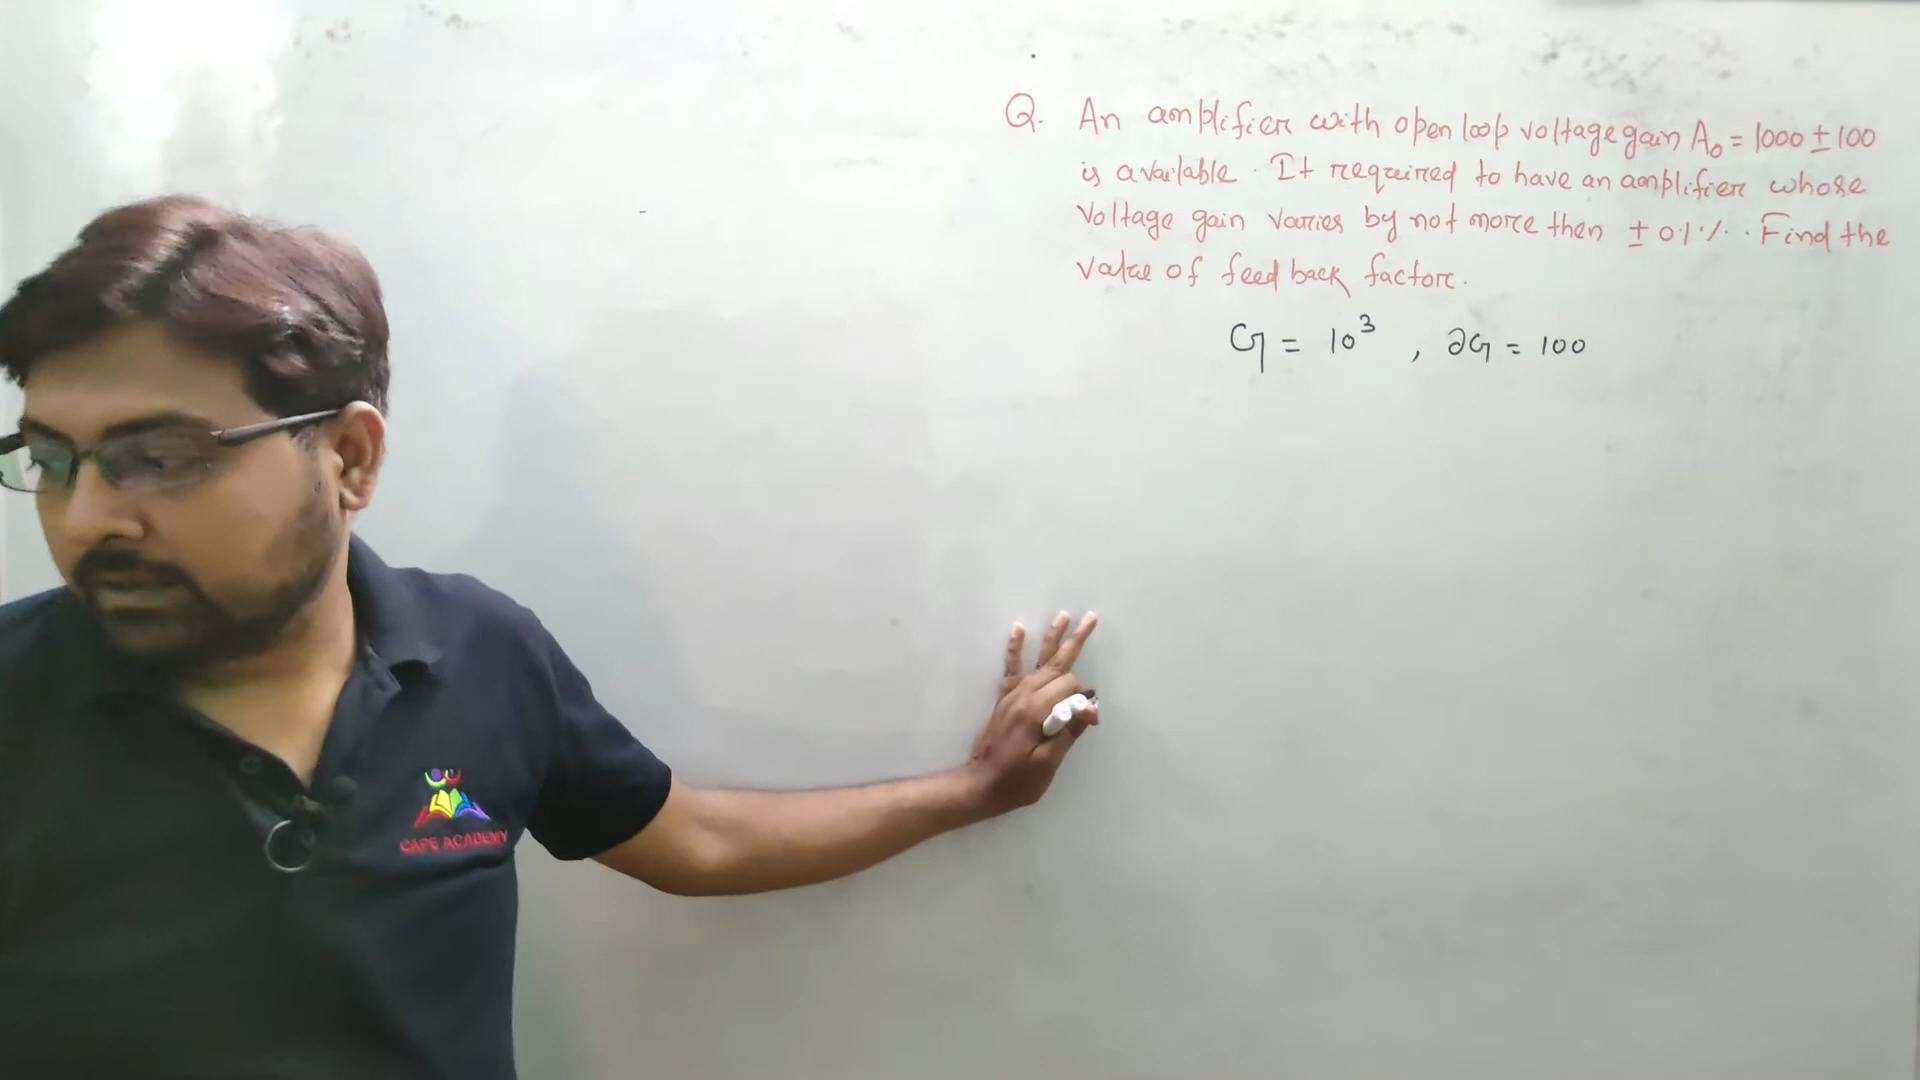 Q. An amplifier with open loop voltage gain A₀ = 1000 ± 100
is available. It required to have an amplifier whose
Voltage gain varies by not more then ± 0.1 %. Find the
value of feed back factor.
G = 10³ , ∂G = 100
CAPE ACADEMY